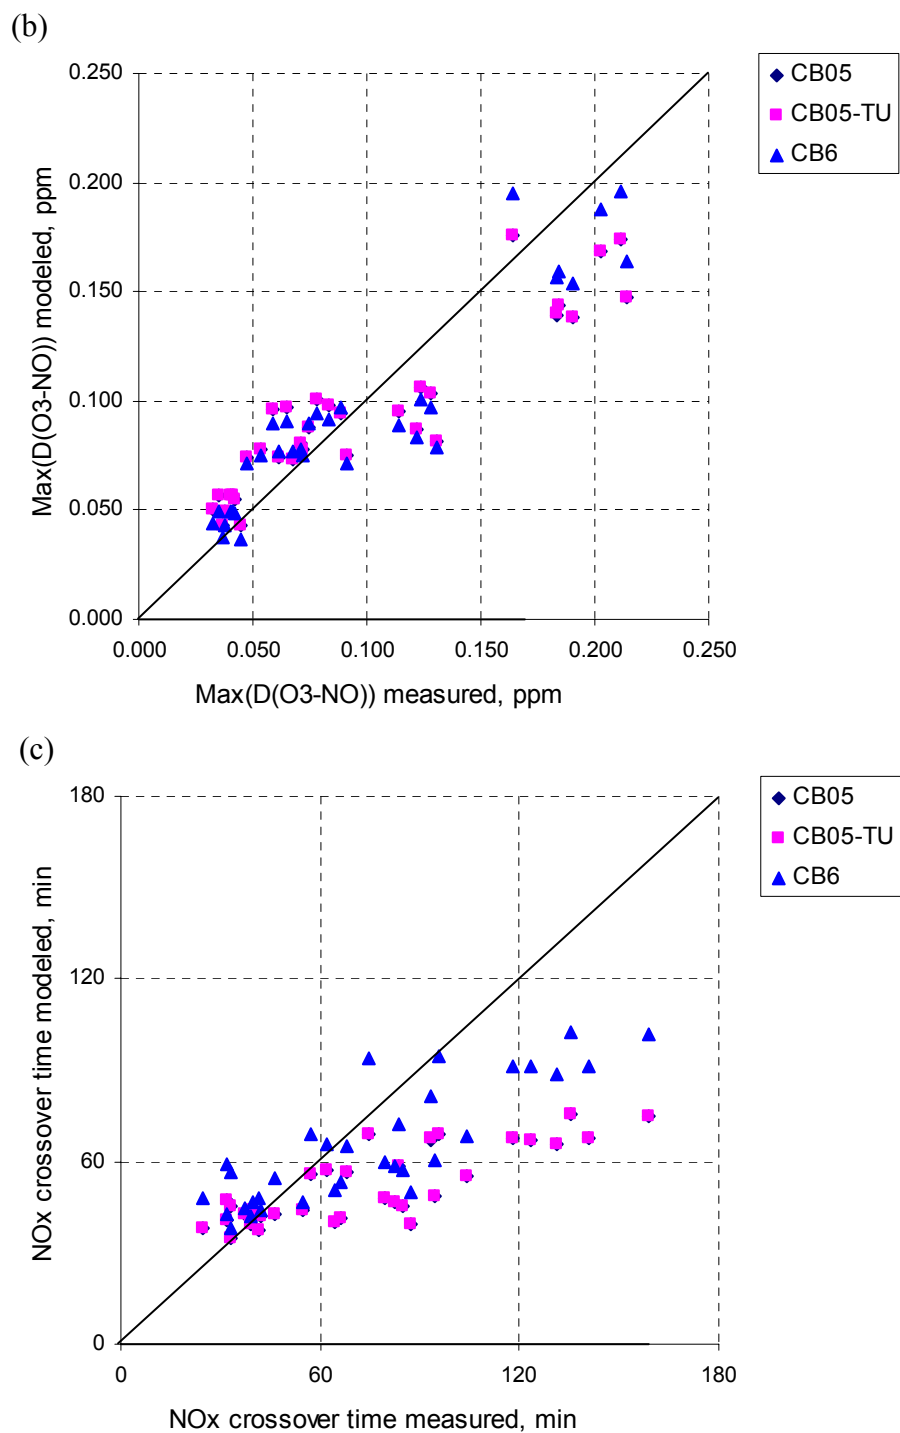 (b)
0.250
0.200
0.150
0.100
0.050
0.000
0.000 0.050 0.100 0.150 0.200 0.250
Max(D(O3-NO)) modeled, ppm
Max(D(O3-NO)) measured, ppm
CB05
CB05-TU
CB6
(c)
180
120
60
0
0 60 120 180
NOx crossover time modeled, min
NOx crossover time measured, min
CB05
CB05-TU
CB6